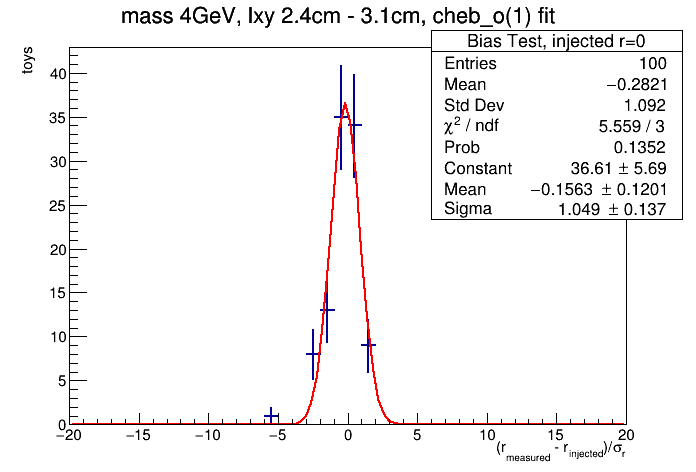 mass 4GeV, lxy 2.4cm - 3.1cm, cheb_o(1) fit
Bias Test, injected r=0
Entries 100
Mean −0.2821
Std Dev 1.092
χ² / ndf 5.559 / 3
Prob 0.1352
Constant 36.61 ± 5.69
Mean −0.1563 ± 0.1201
Sigma 1.049 ± 0.137
toys
40
35
30
25
20
15
10
5
0
−20 −15 −10 −5 0 5 10 15 20
(r_measured - r_injected)/σ_r